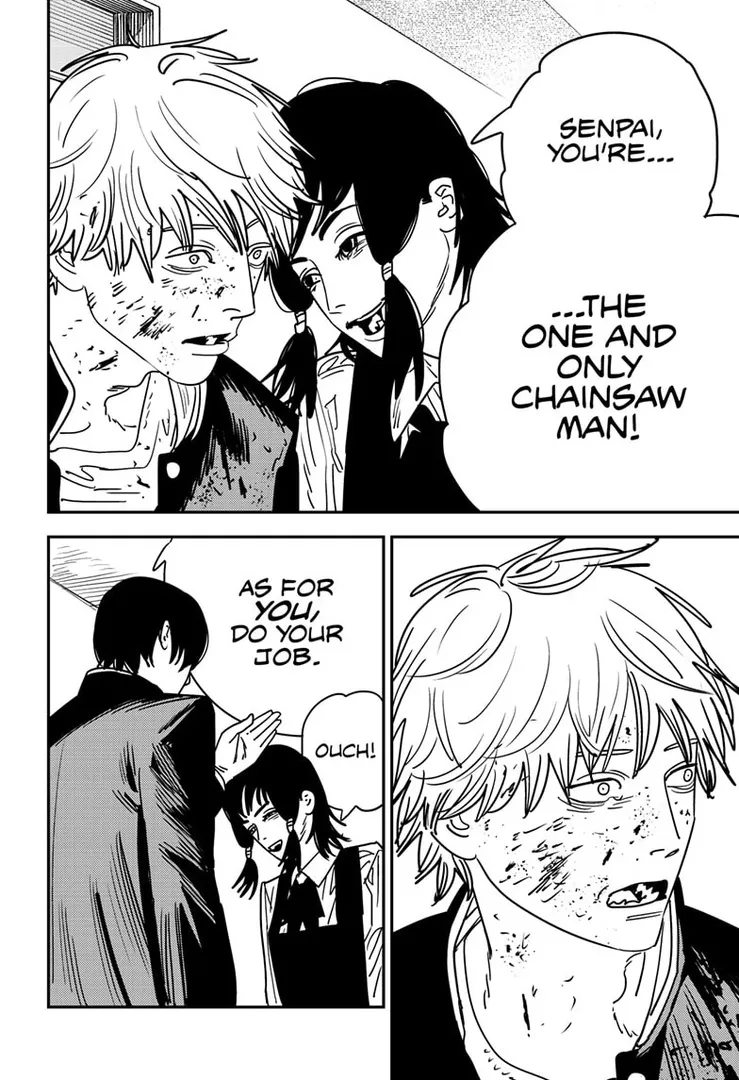 SENPAI,
YOU'RE...
...THE
ONE AND
ONLY
CHAINSAW
MAN!
AS FOR
YOU,
DO YOUR
JOB.
OUCH!